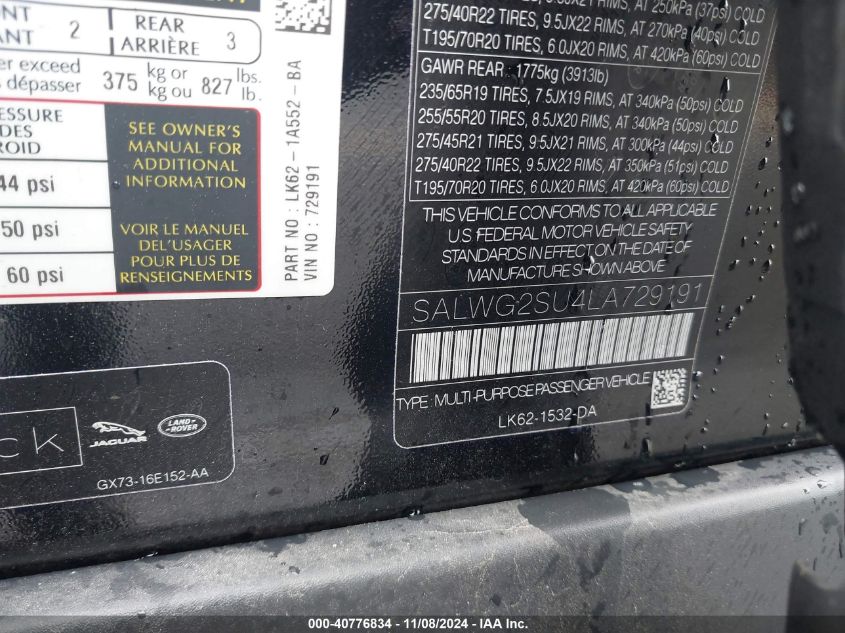 NT 2 REAR 3
ANT ARRIÈRE
er exceed 375 kg or 827 lbs.
s dépasser kg ou lb.
RESSURE
DES
ROID
44 psi
50 psi
60 psi
SEE OWNER'S
MANUAL FOR
ADDITIONAL
INFORMATION
VOIR LE MANUEL
DEL'USAGER
POUR PLUS DE
RENSEIGNEMENTS
PART NO : LK62 - 1A552 - BA
VIN NO : 729191
JAGUAR
LAND-ROVER
GX73-16E152-AA
AT 250kPa (37psi) COLD
275/40R22 TIRES, 9.5JX22 RIMS, AT 270kPa (40psi) COLD
T195/70R20 TIRES, 6.0JX20 RIMS, AT 420kPa (60psi) COLD
GAWR REAR - 1775kg (3913lb)
235/65R19 TIRES, 7.5JX19 RIMS, AT 340kPa (50psi) COLD
255/55R20 TIRES, 8.5JX20 RIMS, AT 340kPa (50psi) COLD
275/45R21 TIRES, 9.5JX21 RIMS, AT 300kPa (44psi) COLD
275/40R22 TIRES, 9.5JX22 RIMS, AT 350kPa (51psi) COLD
T195/70R20 TIRES, 6.0JX20 RIMS, AT 420kPa (60psi) COLD
THIS VEHICLE CONFORMS TO ALL APPLICABLE
U.S. FEDERAL MOTOR VEHICLE SAFETY
STANDARDS IN EFFECT ON THE DATE OF
MANUFACTURE SHOWN ABOVE
SALWG2SU4LA729191
TYPE : MULTI-PURPOSE PASSENGER VEHICLE
LK62-1532-DA
000-40776834 - 11/08/2024 - IAA Inc.